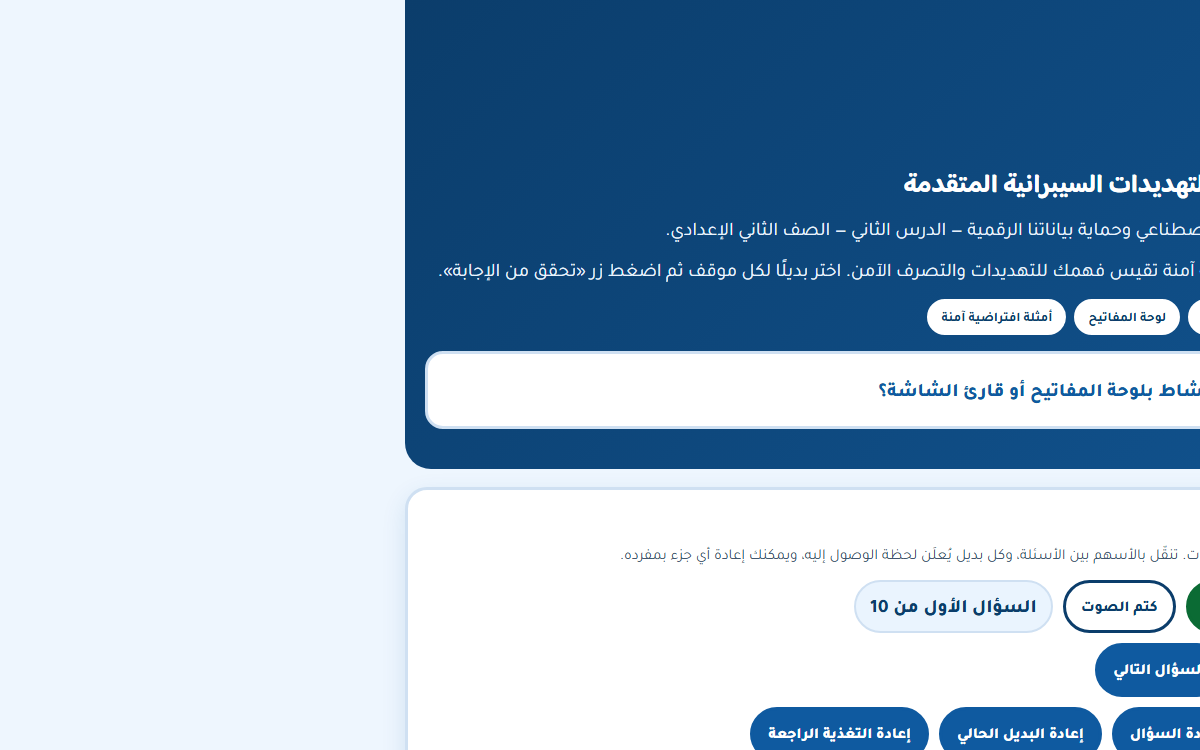 التهديدات السيبرانية المتقدمة
وحماية بياناتنا الرقمية – الدرس الثاني – الصف الثاني الإعدادي.
آمنة تقيس فهمك للتهديدات والتصرف الآمن. اختر بديلًا لكل موقف ثم اضغط زر «تحقق من الإجابة».
لوحة المفاتيح أمثلة افتراضية آمنة
بلوحة المفاتيح أو قارئ الشاشة؟
تنقّل بالأسهم بين الأسئلة، وكل بديل يُعلَن لحظة الوصول إليه، ويمكنك إعادة أي جزء بمفرده.
كتم الصوت السؤال الأول من 10
السؤال التالي
السؤال إعادة البديل الحالي إعادة التغذية الراجعة